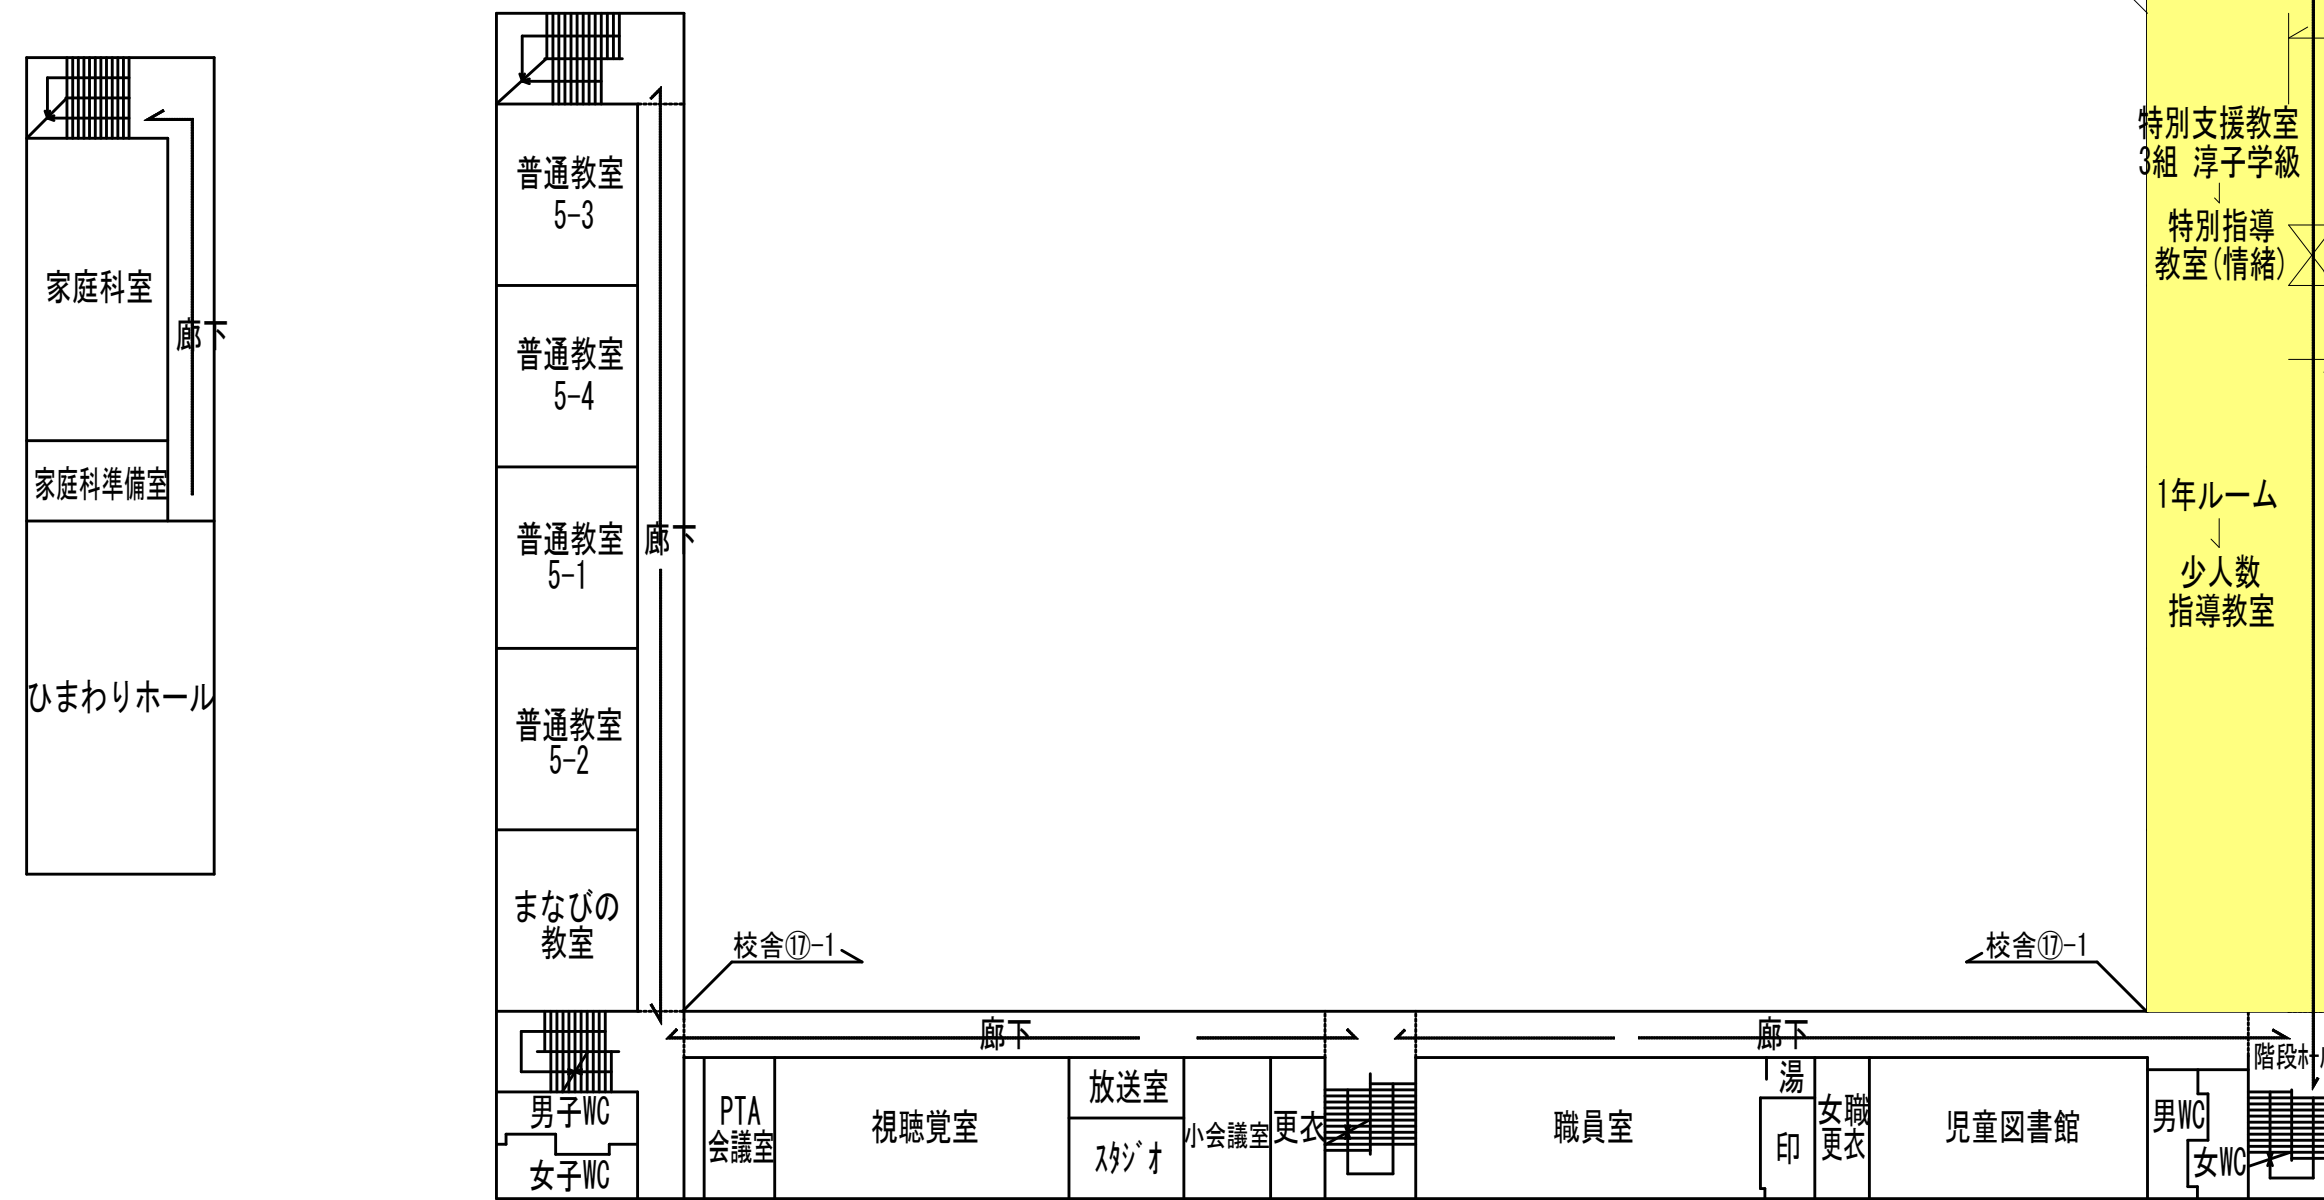 家庭科室
廊下
家庭科準備室
ひまわりホール
普通教室
5-3
普通教室
5-4
普通教室
5-1
廊下
普通教室
5-2
まなびの
教室
男子WC
女子WC
校舎⑰-1
校舎⑰-1
廊下
廊下
PTA
会議室
視聴覚室
放送室
スタジオ
小会議室
更衣
職員室
湯
印
女職
更衣
児童図書館
男WC
女WC
階段ホール
特別支援教室
3組 淳子学級
特別指導
教室(情緒)
1年ルーム
少人数
指導教室